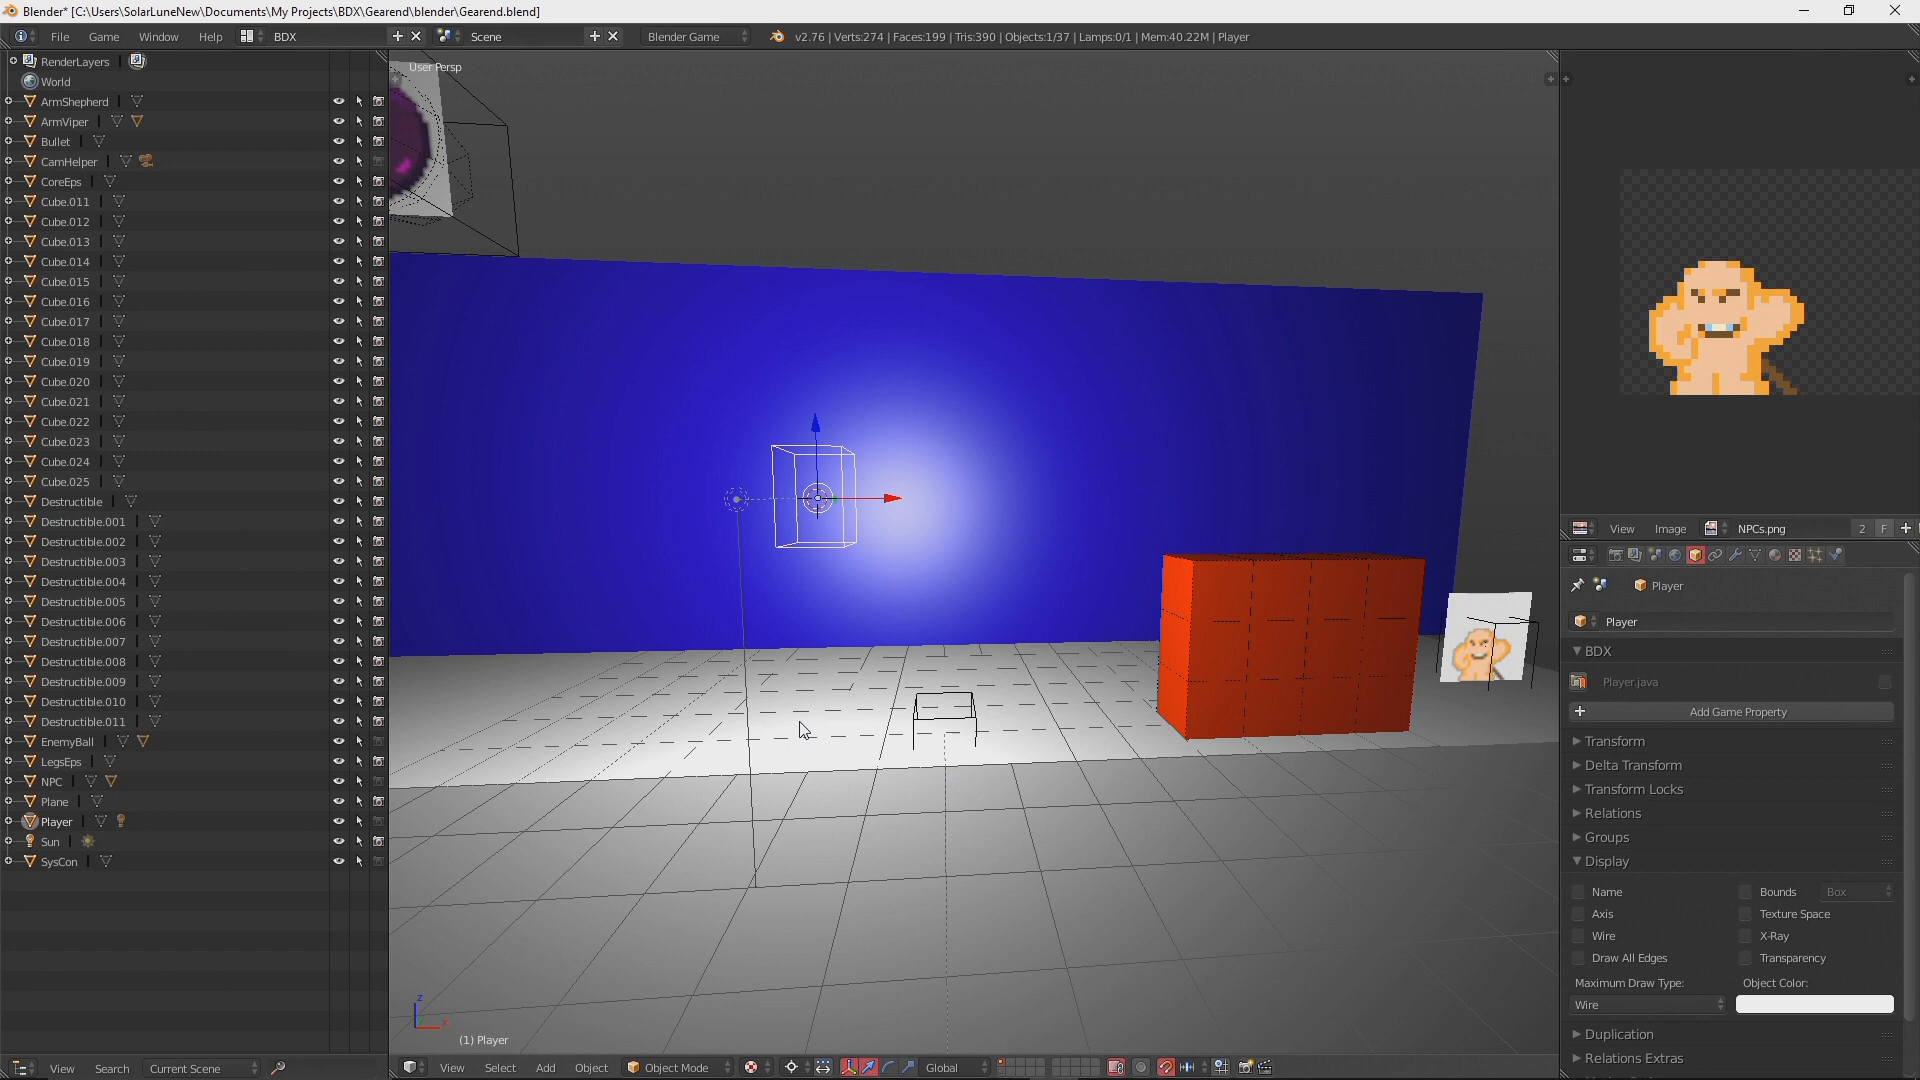 Blender* [C:\Users\SolarLuneNew\Documents\My Projects\BDX\Gearend\blender\Gearend.blend]
File Game Window Help BDX Scene Blender Game v2.76 | Verts:274 | Faces:199 | Tris:390 | Objects:1/37 | Lamps:0/1 | Mem:40.22M | Player
RenderLayers
World
ArmShepherd
ArmViper
Bullet
CamHelper
CoreEps
Cube.011
Cube.012
Cube.013
Cube.014
Cube.015
Cube.016
Cube.017
Cube.018
Cube.019
Cube.020
Cube.021
Cube.022
Cube.023
Cube.024
Cube.025
Destructible
Destructible.001
Destructible.002
Destructible.003
Destructible.004
Destructible.005
Destructible.006
Destructible.007
Destructible.008
Destructible.009
Destructible.010
Destructible.011
EnemyBall
LegsEps
NPC
Plane
Player
Sun
SysCon
View Search Current Scene
User Persp
z
x
(1) Player
View Select Add Object Object Mode Global
View Image NPCs.png 2 F
Player
Player
BDX
Player.java
Add Game Property
Transform
Delta Transform
Transform Locks
Relations
Groups
Display
Name Bounds Box
Axis Texture Space
Wire X-Ray
Draw All Edges Transparency
Maximum Draw Type: Object Color:
Wire
Duplication
Relations Extras